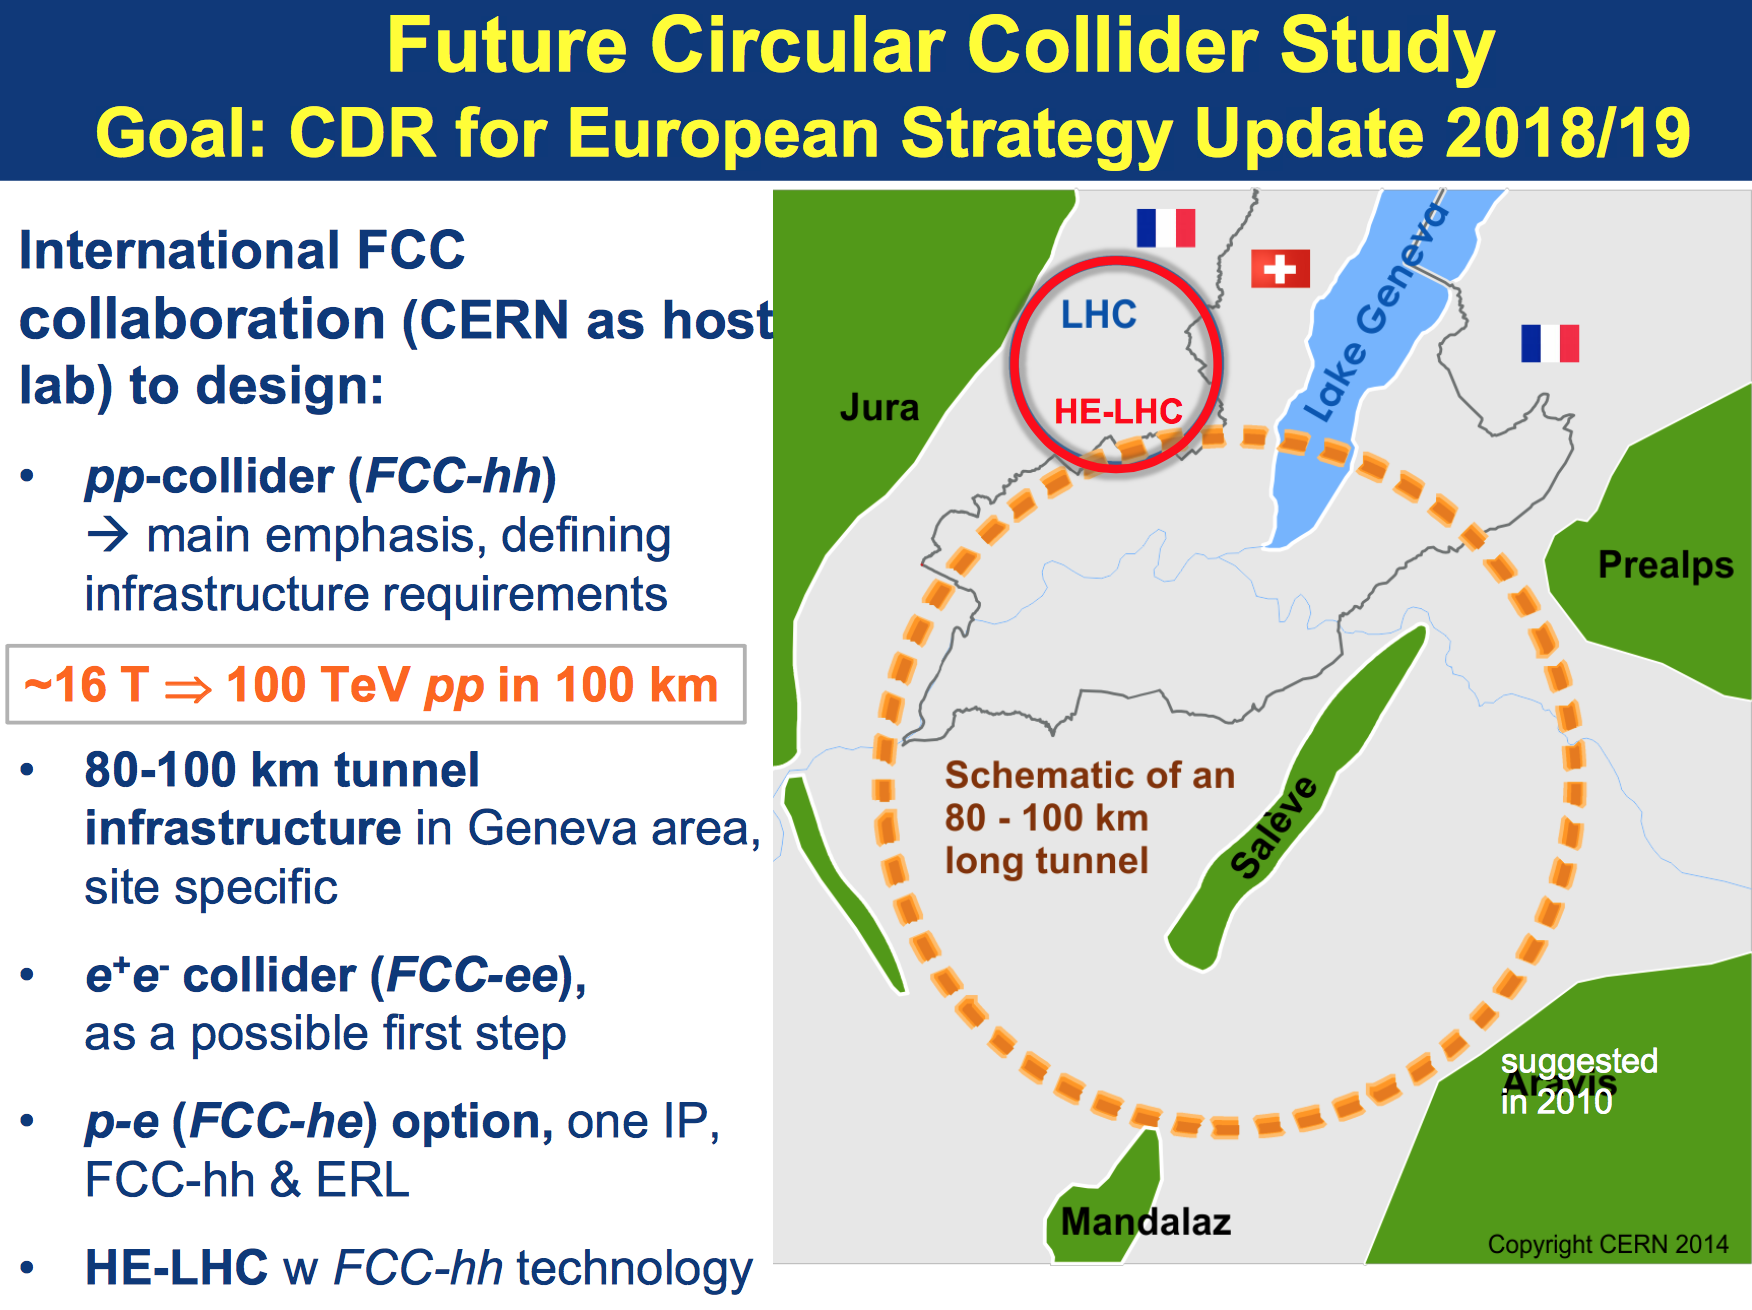 Future Circular Collider Study
Goal: CDR for European Strategy Update 2018/19
International FCC
collaboration (CERN as host
lab) to design:
• pp-collider (FCC-hh)
→ main emphasis, defining
infrastructure requirements
~16 T ⇒ 100 TeV pp in 100 km
• 80-100 km tunnel
infrastructure in Geneva area,
site specific
• e⁺e⁻ collider (FCC-ee),
as a possible first step
• p-e (FCC-he) option, one IP,
FCC-hh & ERL
• HE-LHC w FCC-hh technology
LHC
HE-LHC
Lake Geneva
Jura
Prealps
Schematic of an
80 - 100 km
long tunnel
Salève
suggested
Aravis
in 2010
Mandalaz
Copyright CERN 2014